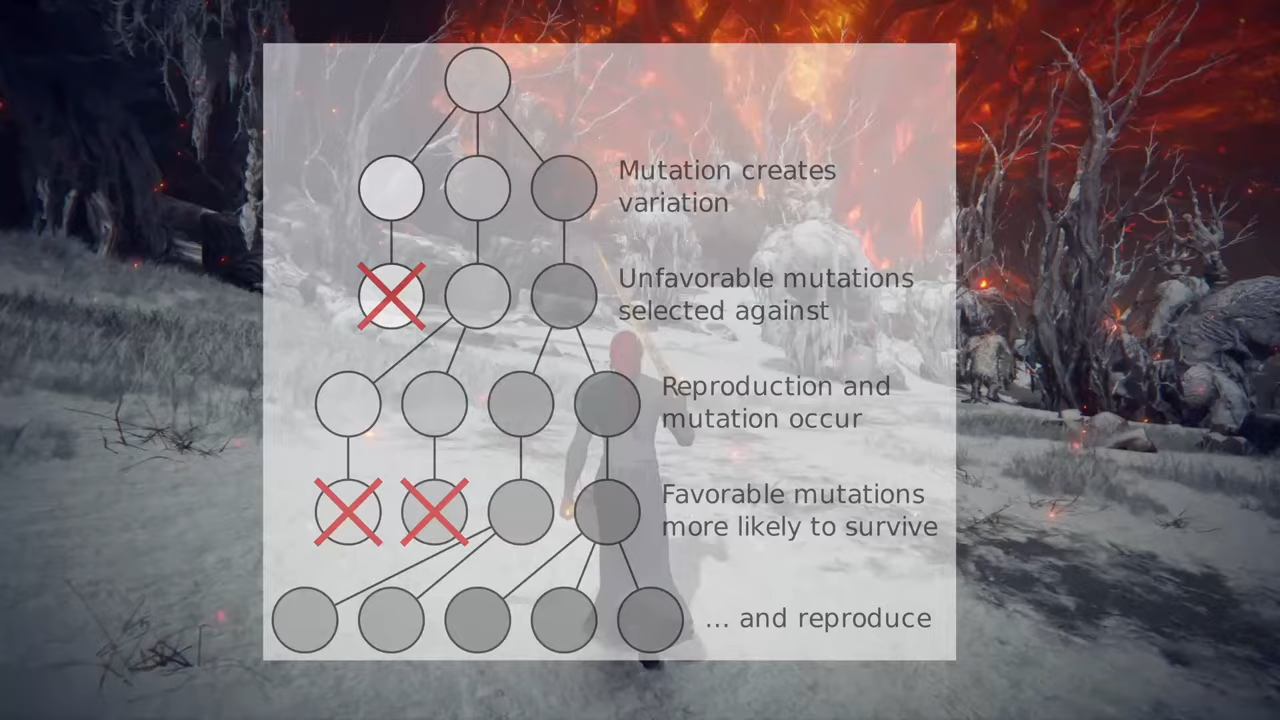 Mutation creates
variation
Unfavorable mutations
selected against
Reproduction and
mutation occur
Favorable mutations
more likely to survive
... and reproduce